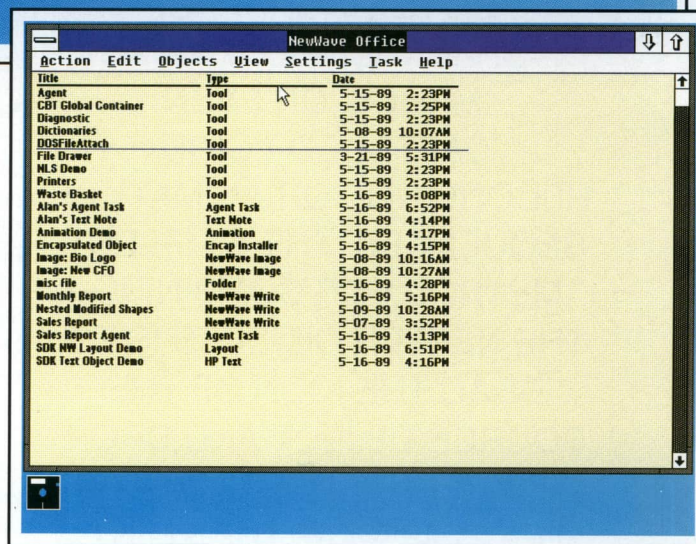 NewWave Office
Action Edit Objects View Settings Task Help
Title Type Date
Agent Tool 5-15-89 2:23PM
CBT Global Container Tool 5-15-89 2:25PM
Diagnostic Tool 5-15-89 2:23PM
Dictionaries Tool 5-08-89 10:07AM
DOSFileAttach Tool 5-15-89 2:23PM
File Drawer Tool 3-21-89 5:31PM
NLS Demo Tool 5-15-89 2:23PM
Printers Tool 5-15-89 2:23PM
Waste Basket Tool 5-16-89 5:08PM
Alan's Agent Task Agent Task 5-16-89 6:52PM
Alan's Text Note Text Note 5-16-89 4:14PM
Animation Demo Animation 5-16-89 4:17PM
Encapsulated Object Encap Installer 5-16-89 4:15PM
Image: Bio Logo NewWave Image 5-08-89 10:16AM
Image: New CFO NewWave Image 5-08-89 10:27AM
misc file Folder 5-16-89 4:28PM
Monthly Report NewWave Write 5-16-89 5:16PM
Nested Modified Shapes NewWave Write 5-09-89 10:28AM
Sales Report NewWave Write 5-07-89 3:52PM
Sales Report Agent Agent Task 5-16-89 4:13PM
SDK NW Layout Demo Layout 5-16-89 6:51PM
SDK Text Object Demo HP Text 5-16-89 4:16PM